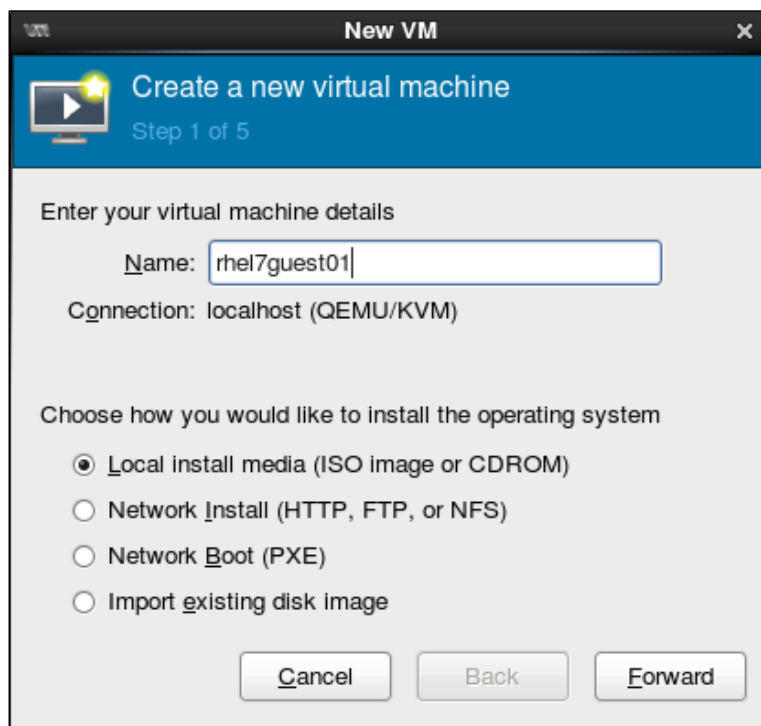 New VM
Create a new virtual machine
Step 1 of 5
Enter your virtual machine details
Name: rhel7guest01
Connection: localhost (QEMU/KVM)
Choose how you would like to install the operating system
Local install media (ISO image or CDROM)
Network Install (HTTP, FTP, or NFS)
Network Boot (PXE)
Import existing disk image
Cancel Back Forward